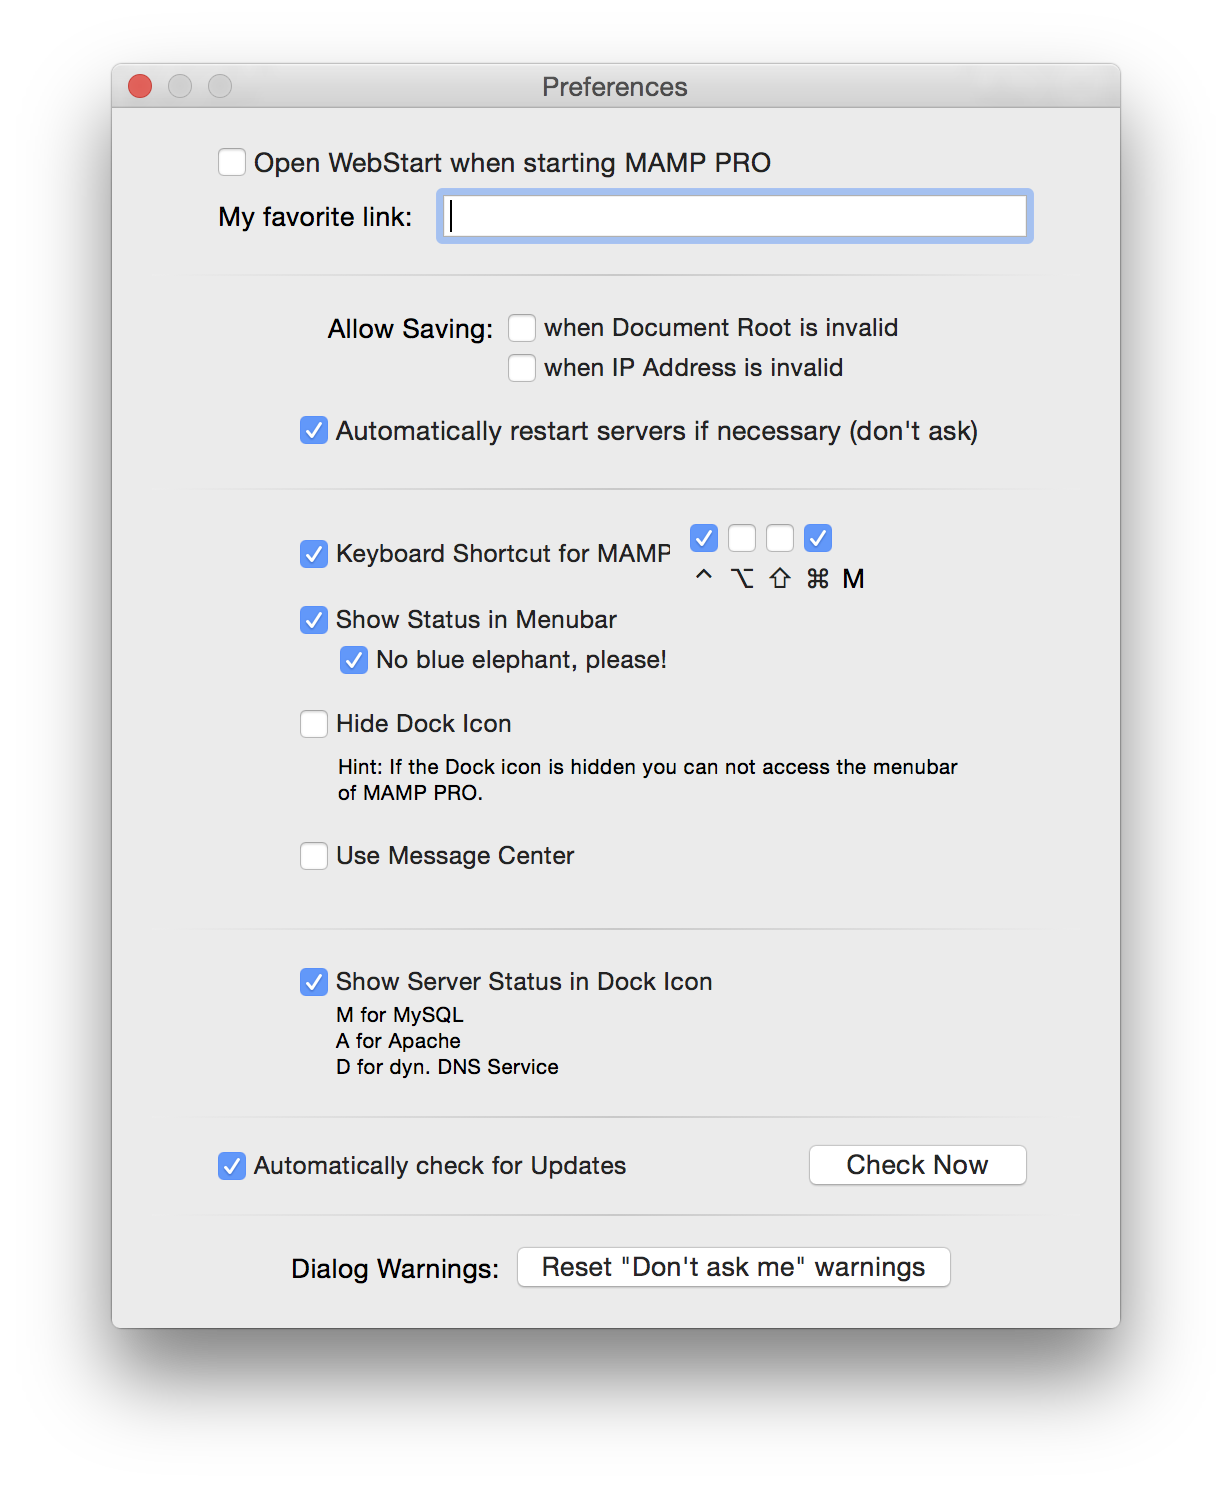 Preferences
Open WebStart when starting MAMP PRO
My favorite link:
Allow Saving: when Document Root is invalid
when IP Address is invalid
Automatically restart servers if necessary (don't ask)
Keyboard Shortcut for MAMP
^ ⌥ ⇧ ⌘ M
Show Status in Menubar
No blue elephant, please!
Hide Dock Icon
Hint: If the Dock icon is hidden you can not access the menubar
of MAMP PRO.
Use Message Center
Show Server Status in Dock Icon
M for MySQL
A for Apache
D for dyn. DNS Service
Automatically check for Updates Check Now
Dialog Warnings: Reset "Don't ask me" warnings